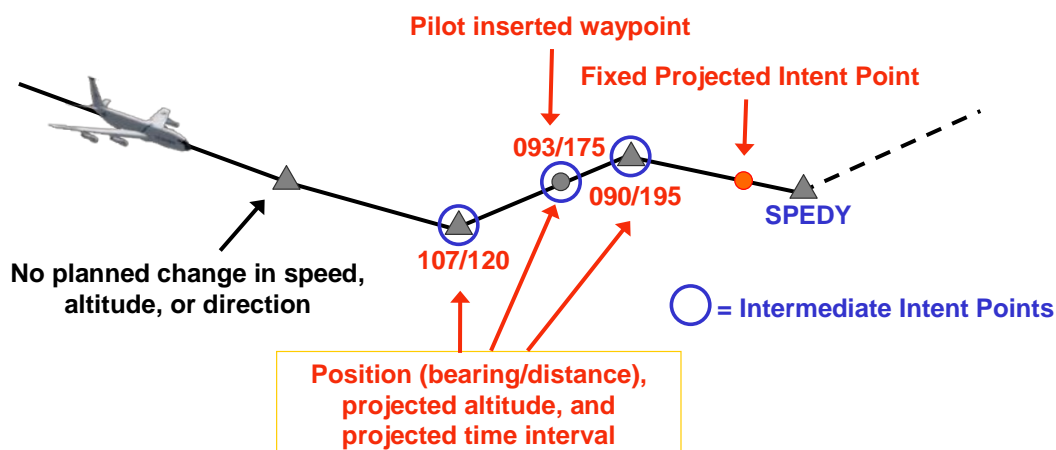 Pilot inserted waypoint
Fixed Projected Intent Point
093/175
090/195
SPEDY
107/120
No planned change in speed,
altitude, or direction
= Intermediate Intent Points
Position (bearing/distance),
projected altitude, and
projected time interval